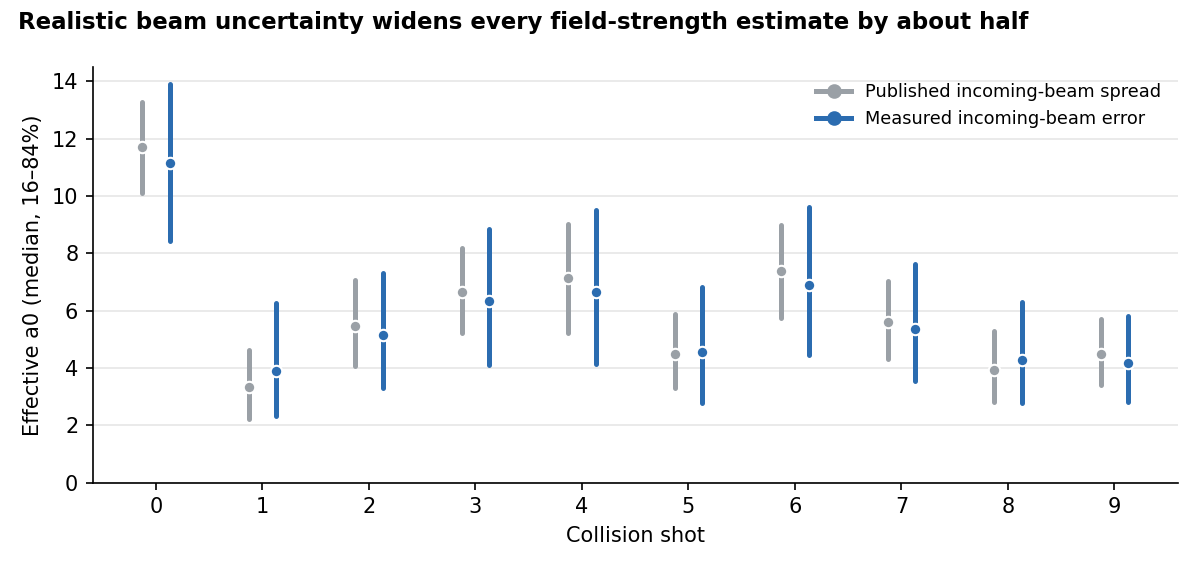 Realistic beam uncertainty widens every field-strength estimate by about half
Published incoming-beam spread
Measured incoming-beam error
Effective a0 (median, 16–84%)
14
12
10
8
6
4
2
0
0 1 2 3 4 5 6 7 8 9
Collision shot